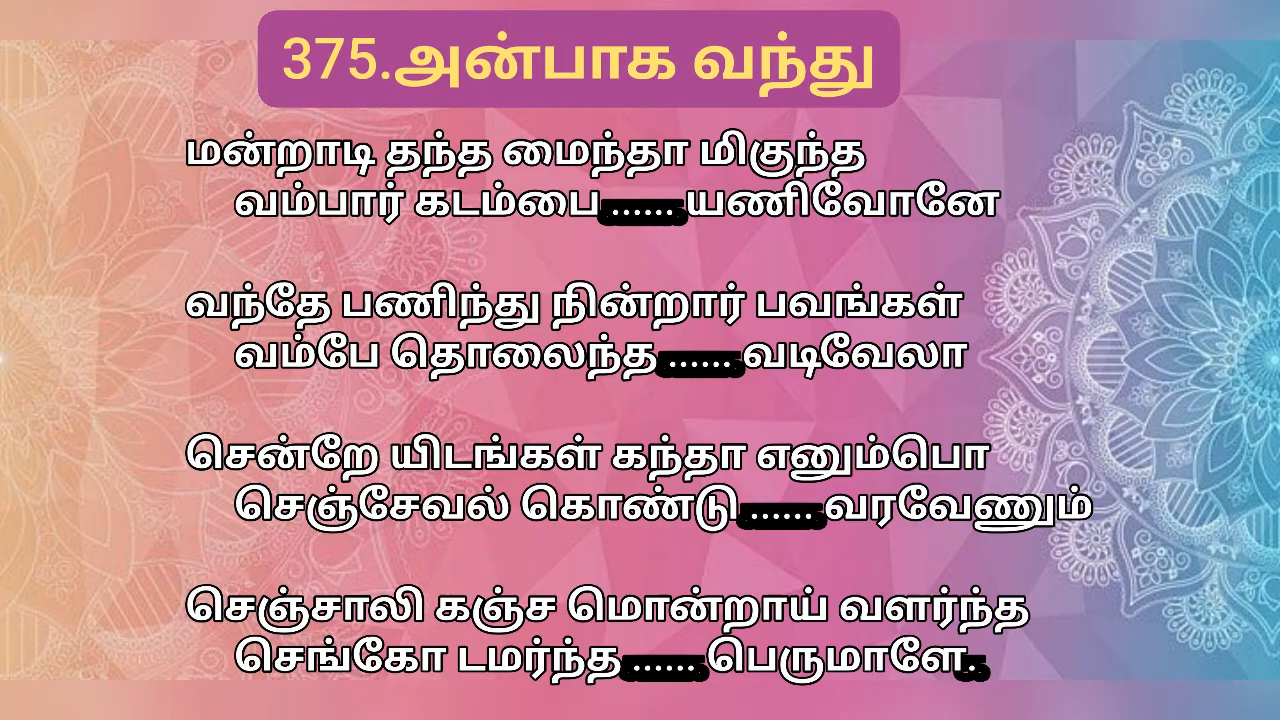 375.அன்பாக வந்து
மன்றாடி தந்த மைந்தா மிகுந்த
வம்பார் கடம்பை ...... யணிவோனே
வந்தே பணிந்து நின்றார் பவங்கள்
வம்பே தொலைந்த ...... வடிவேலா
சென்றே யிடங்கள் கந்தா எனும்பொ
செஞ்சேவல் கொண்டு ...... வரவேணும்
செஞ்சாலி கஞ்ச மொன்றாய் வளர்ந்த
செங்கோ டமர்ந்த ...... பெருமாளே.